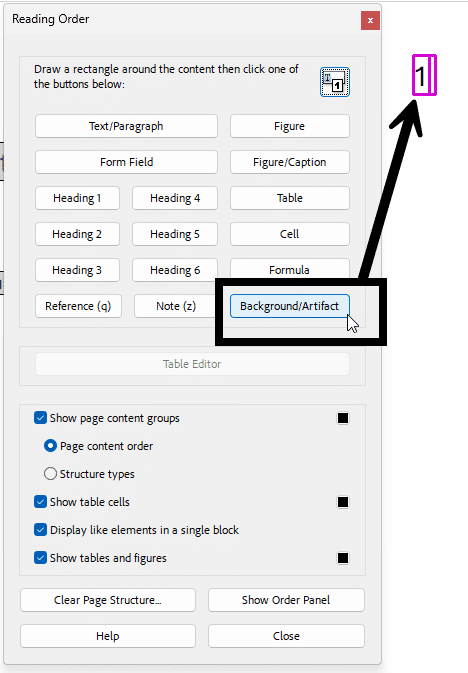 Reading Order
x
Draw a rectangle around the content then click one of
the buttons below:
1
1
Text/Paragraph
Figure
Form Field
Figure/Caption
Heading 1
Heading 4
Table
Heading 2
Heading 5
Cell
Heading 3
Heading 6
Formula
Reference (q)
Note (z)
Background/Artifact
Table Editor
Show page content groups
Page content order
Structure types
Show table cells
Display like elements in a single block
Show tables and figures
Clear Page Structure...
Show Order Panel
Help
Close